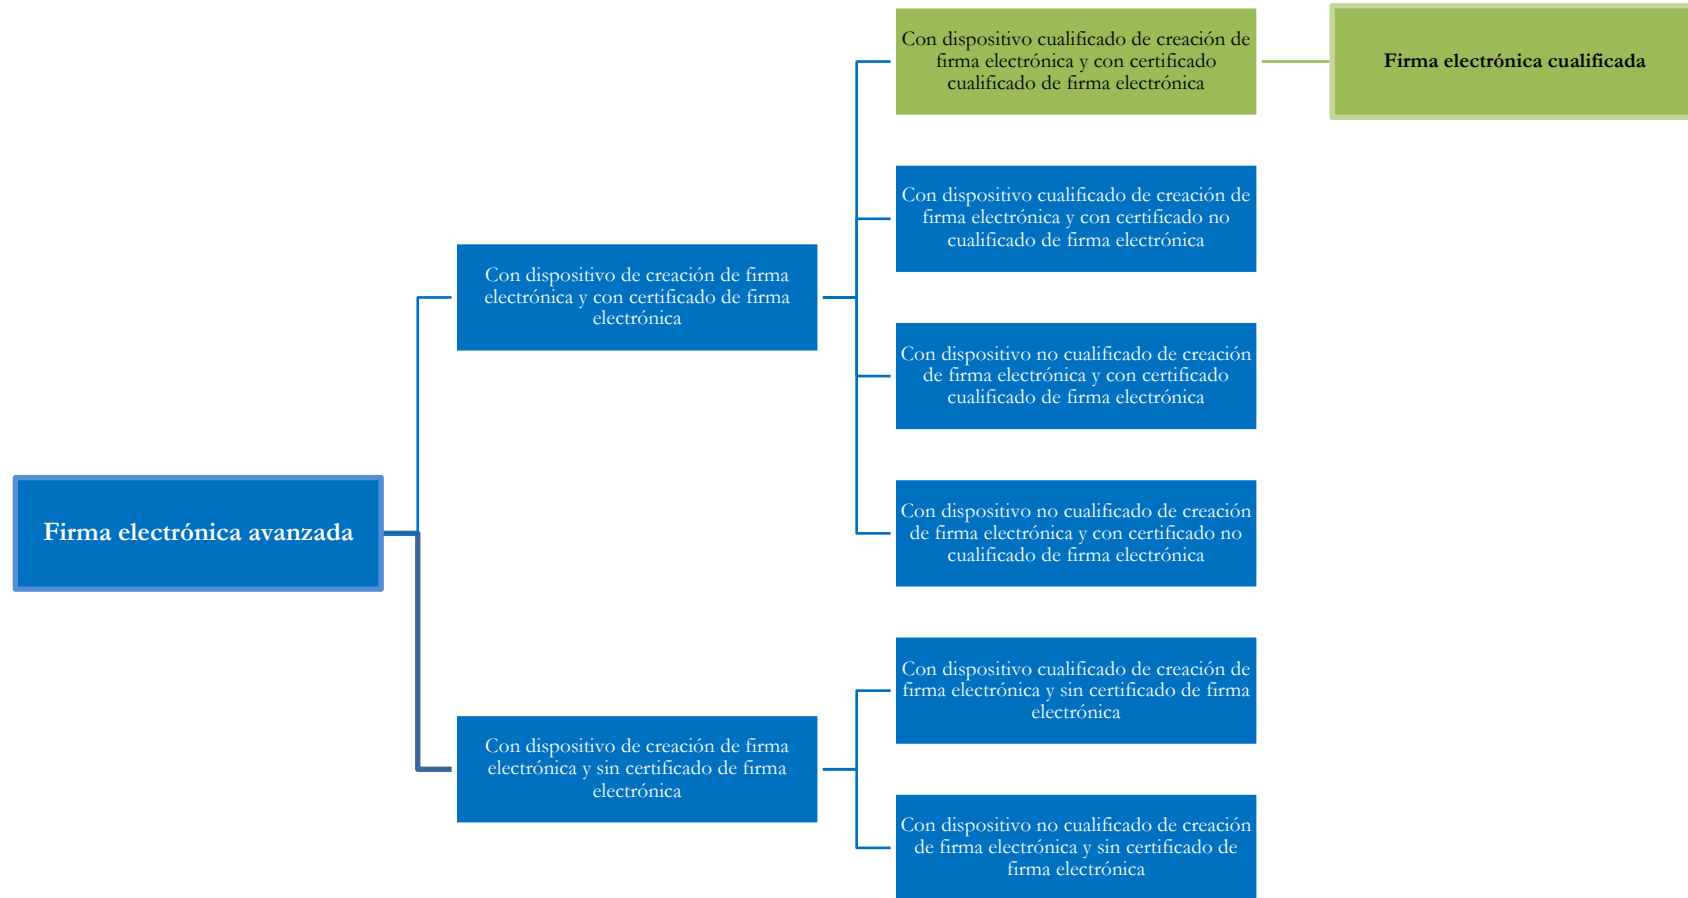 Firma electrónica avanzada
Con dispositivo de creación de firma
electrónica y con certificado de firma
electrónica
Con dispositivo cualificado de creación de
firma electrónica y con certificado
cualificado de firma electrónica
Firma electrónica cualificada
Con dispositivo cualificado de creación de
firma electrónica y con certificado no
cualificado de firma electrónica
Con dispositivo no cualificado de creación
de firma electrónica y con certificado
cualificado de firma electrónica
Con dispositivo no cualificado de creación
de firma electrónica y con certificado no
cualificado de firma electrónica
Con dispositivo de creación de firma
electrónica y sin certificado de firma
electrónica
Con dispositivo cualificado de creación de
firma electrónica y sin certificado de firma
electrónica
Con dispositivo no cualificado de creación
de firma electrónica y sin certificado de
firma electrónica